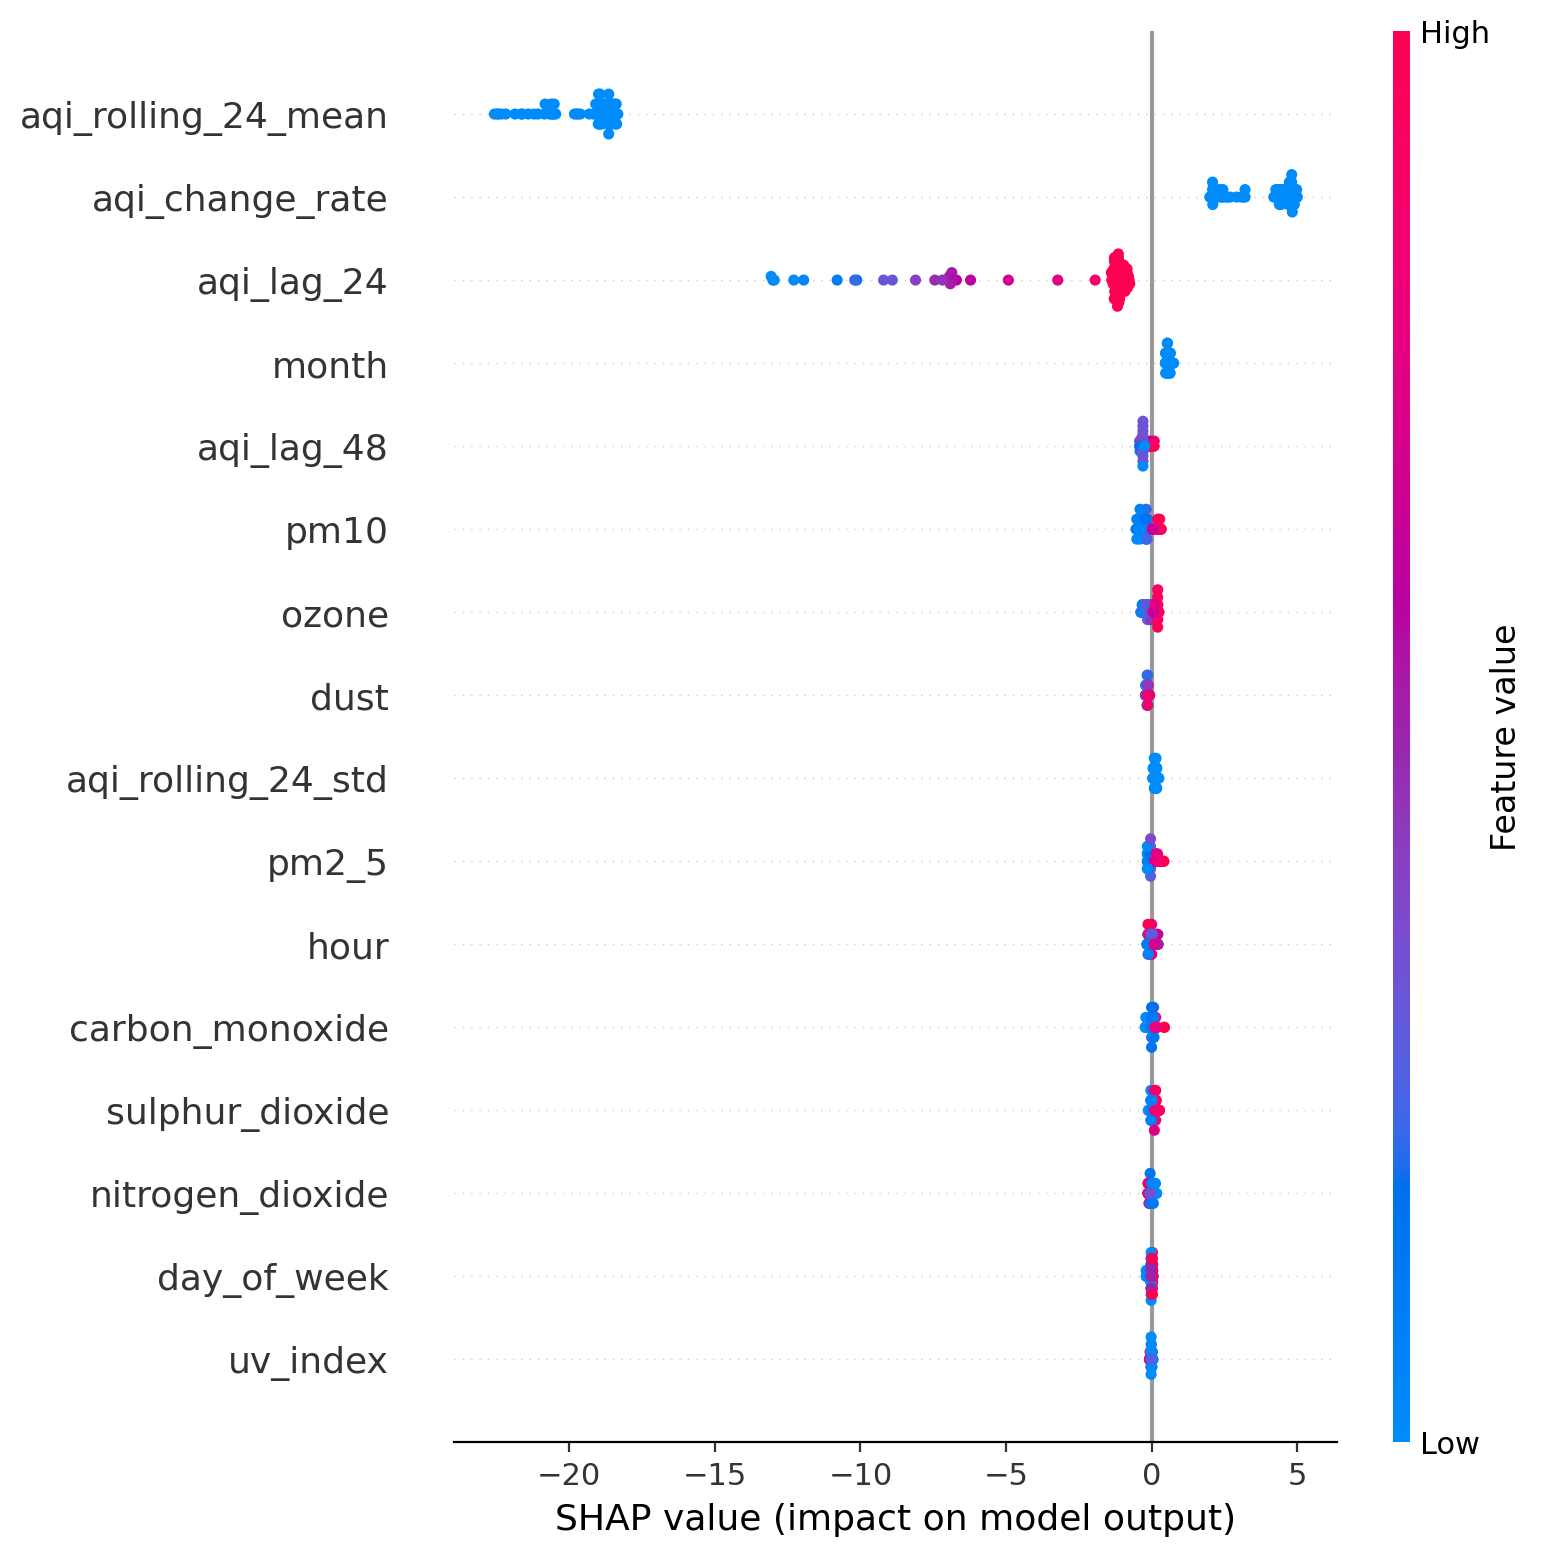 High
aqi_rolling_24_mean
aqi_change_rate
aqi_lag_24
month
aqi_lag_48
pm10
ozone
dust
aqi_rolling_24_std
pm2_5
hour
carbon_monoxide
sulphur_dioxide
nitrogen_dioxide
day_of_week
uv_index
Feature value
Low
−20 −15 −10 −5 0 5
SHAP value (impact on model output)